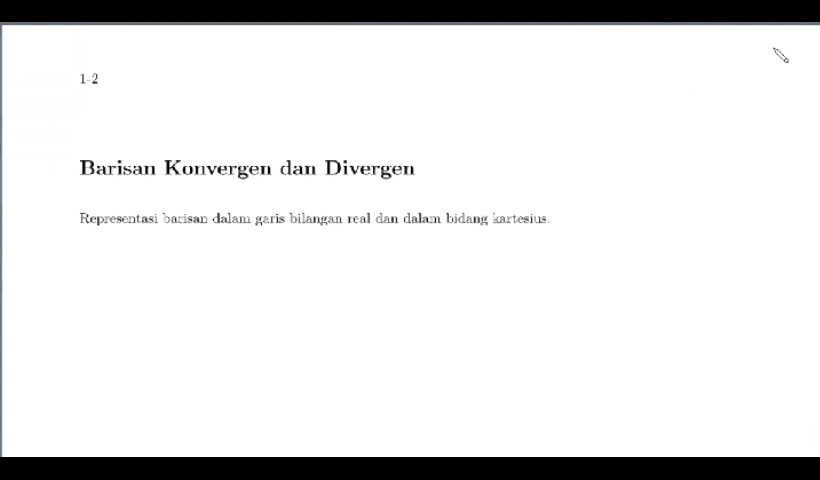 1-2
Barisan Konvergen dan Divergen
Representasi barisan dalam garis bilangan real dan dalam bidang kartesius.